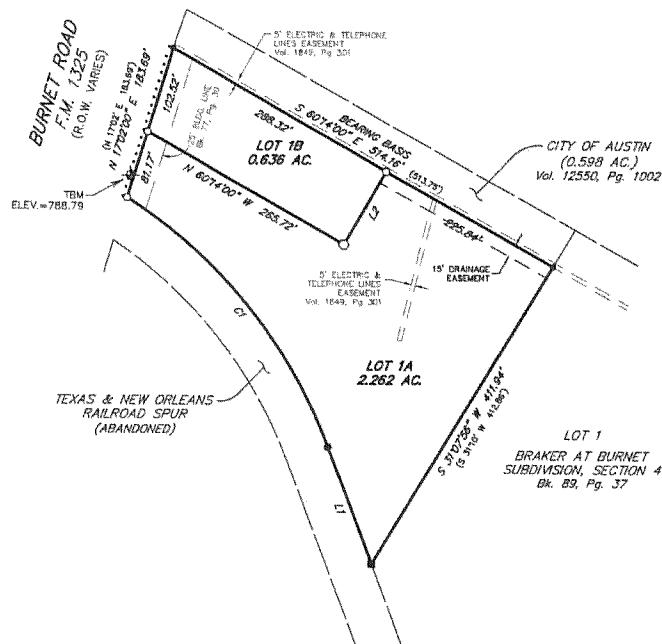 BURNET ROAD
F.M. 1325
(R.O.W. VARIES)
(N 17'02' E 183.69')
N 17'02'00" E 183.69'
102.52'
81.17'
25' BLDG. LINE
5' ELECTRIC & TELEPHONE
LINES EASEMENT
Vol. 1849, Pg 301
BEARING BASIS
S 60'14'00" E 514.16'
(513.75')
288.32'
LOT 1B
0.636 AC.
CITY OF AUSTIN
(0.598 AC.)
Vol. 12550, Pg. 1002
TBM
ELEV.=788.79
N 60'14'00" W 265.72'
L2
225.84'
15' DRAINAGE
EASEMENT
5' ELECTRIC &
TELEPHONE LINES
EASEMENT
Vol. 1849, Pg 301
C1
LOT 1A
2.262 AC.
TEXAS & NEW ORLEANS
RAILROAD SPUR
(ABANDONED)
S 31'07'56" W 411.94'
(S 31'10' W 412.86')
LOT 1
BRAKER AT BURNET
SUBDIVISION, SECTION 4
Bk. 89, Pg. 37
L1